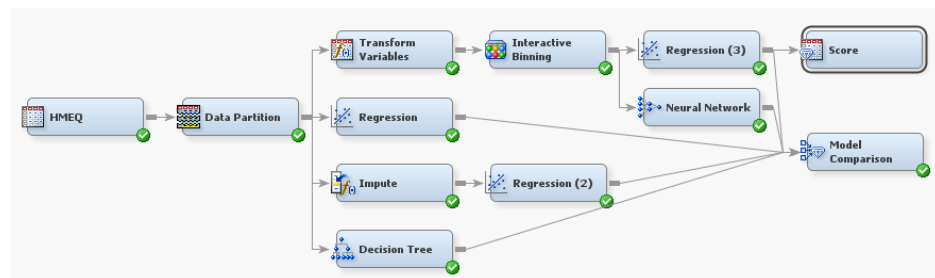 Transform
Variables
Interactive
Binning
Regression (3)
Score
HMEQ
Data Partition
Regression
Neural Network
Model
Comparison
Impute
Regression (2)
Decision Tree